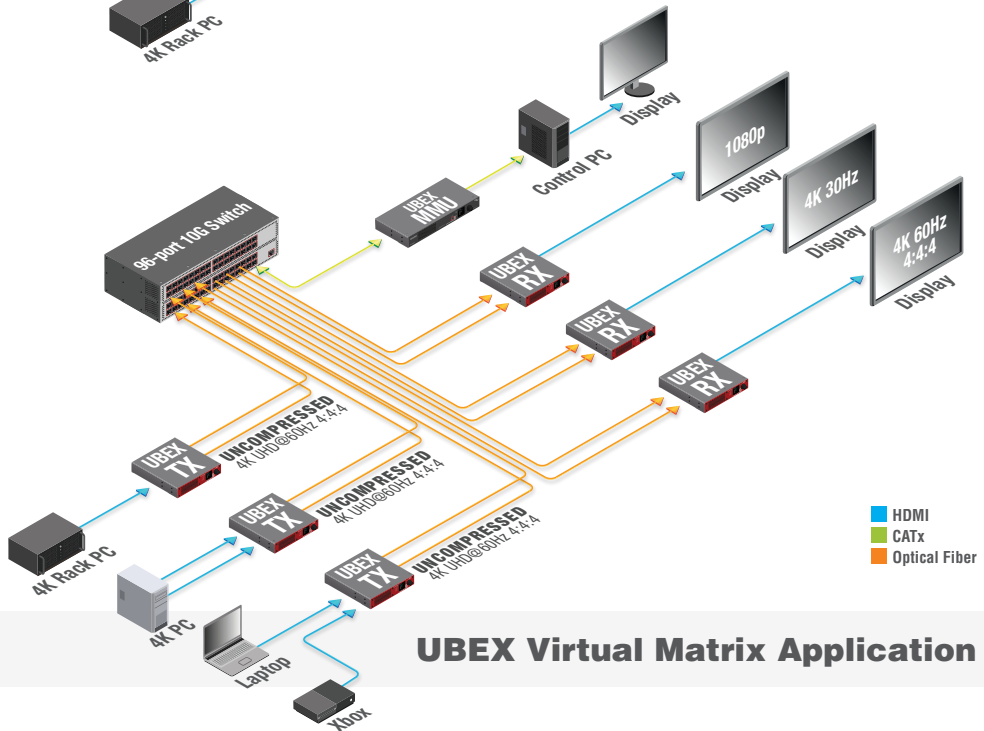 4K Rack PC
Display
Control PC
1080p
Display
UBEX
MMU
4K 30Hz
Display
96-port 10G Switch
4K 60Hz
4:4:4
Display
UBEX
RX
UBEX
RX
UBEX
RX
UNCOMPRESSED
4K UHD@60Hz 4:4:4
UBEX
TX
UNCOMPRESSED
4K UHD@60Hz 4:4:4
UBEX
TX
UNCOMPRESSED
4K UHD@60Hz 4:4:4
UBEX
TX
4K Rack PC
4K PC
Laptop
Xbox
HDMI
CATx
Optical Fiber
UBEX Virtual Matrix Application